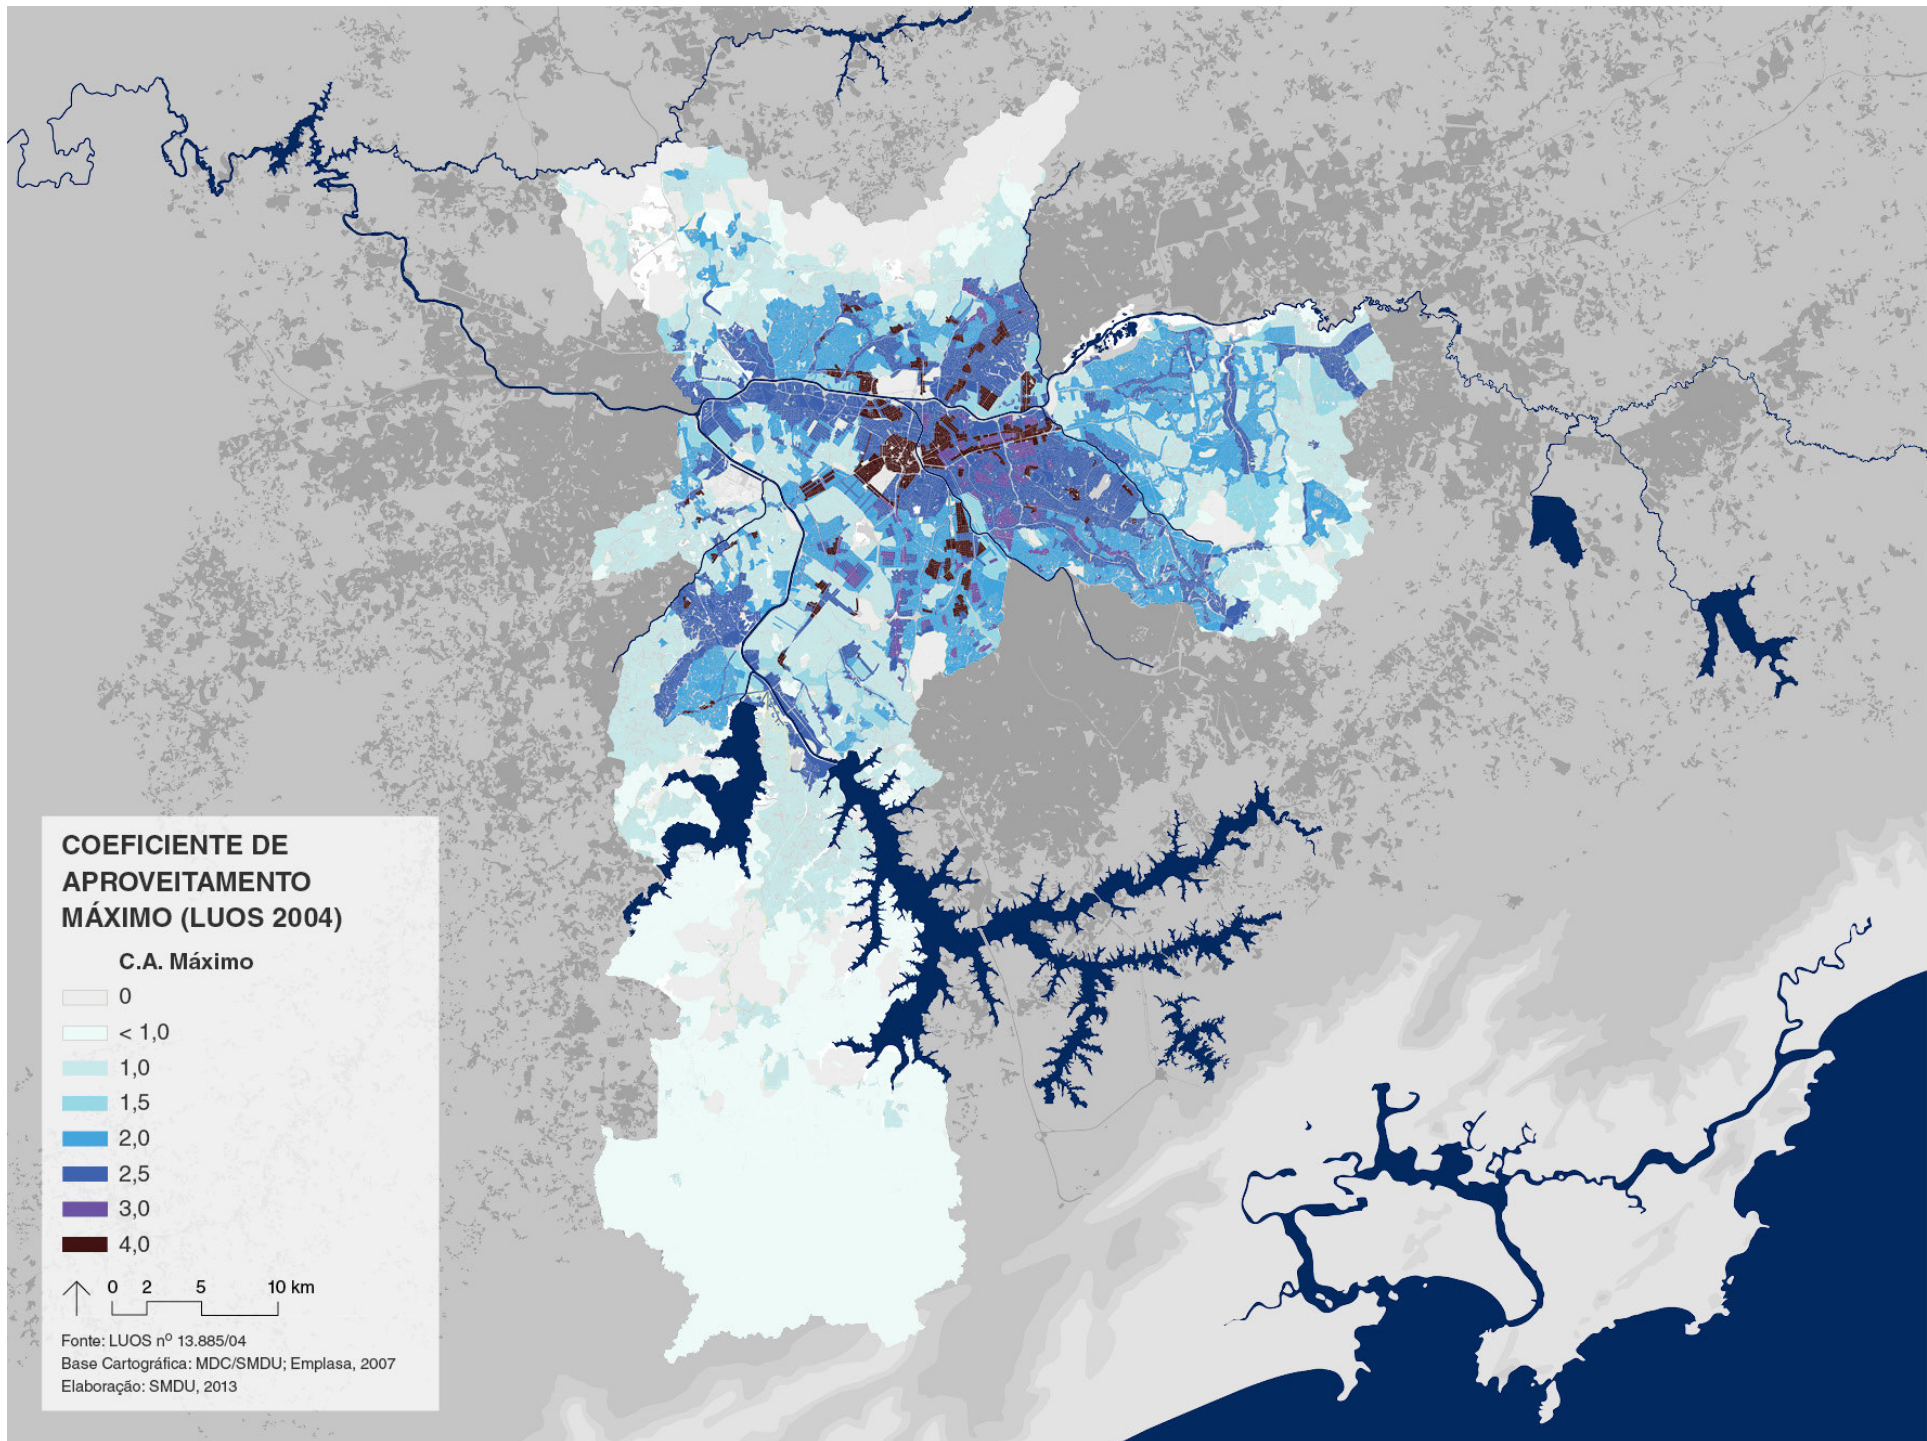 COEFICIENTE DE
APROVEITAMENTO
MÁXIMO (LUOS 2004)
C.A. Máximo
0
< 1,0
1,0
1,5
2,0
2,5
3,0
4,0
0 2 5 10 km
Fonte: LUOS nº 13.885/04
Base Cartográfica: MDC/SMDU; Emplasa, 2007
Elaboração: SMDU, 2013